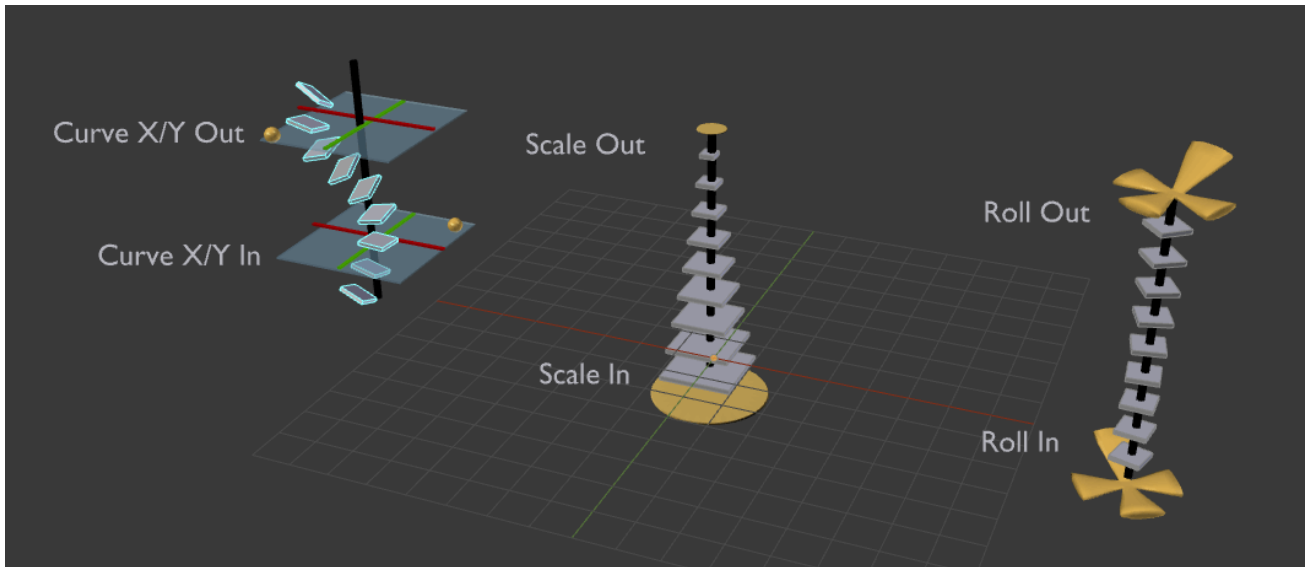 Curve X/Y Out
Curve X/Y In
Scale Out
Scale In
Roll Out
Roll In